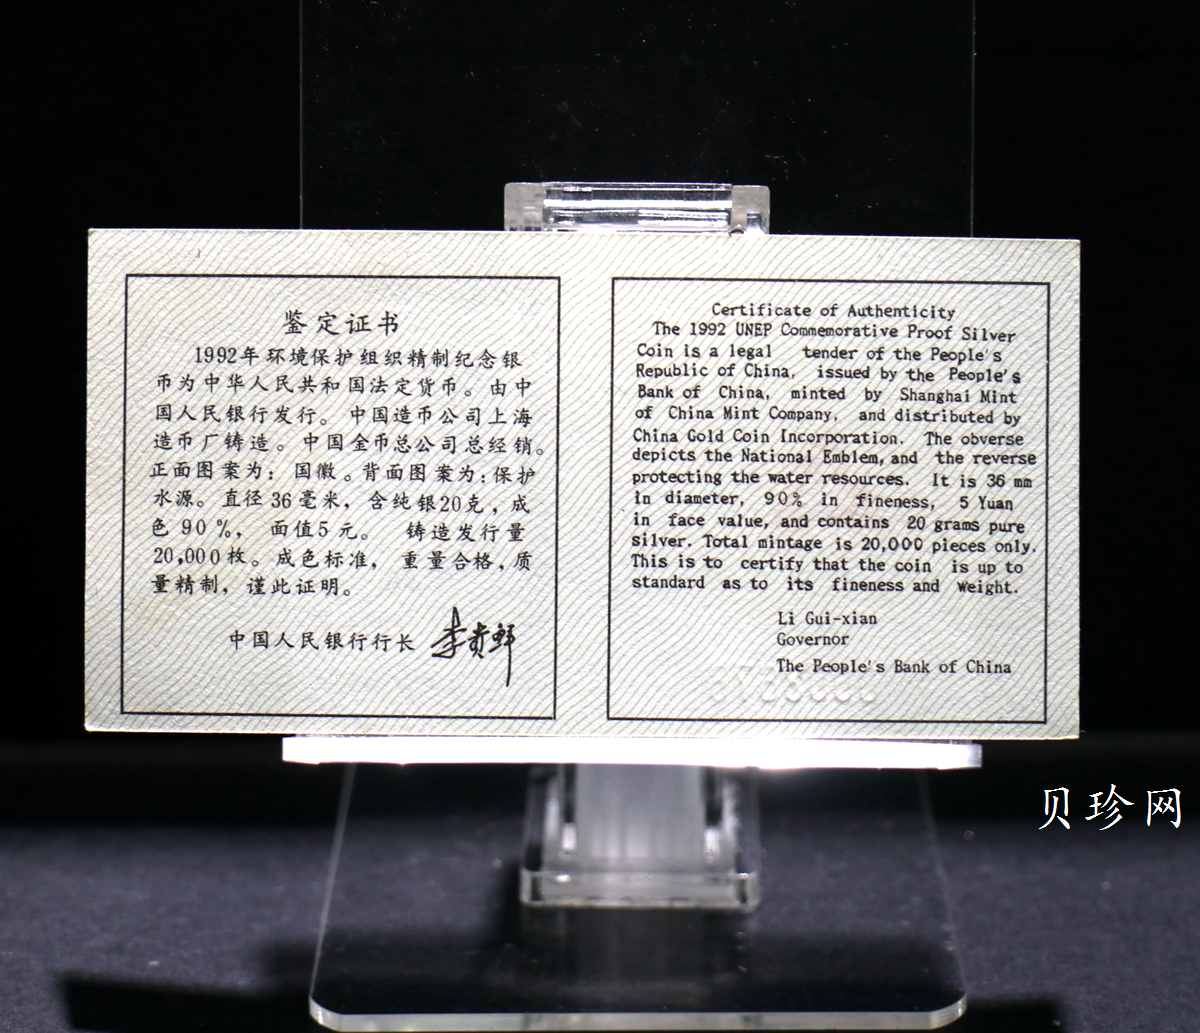 鉴定证书
1992年环境保护组织精制纪念银
币为中华人民共和国法定货币。由中
国人民银行发行。中国造币公司上海
造币厂铸造。中国金币总公司总经销。
正面图案为：国徽。背面图案为：保护
水源。直径36毫米，含纯银20克，成
色90%，面值5元。铸造发行量
20,000枚。成色标准，重量合格，质
量精制，谨此证明。
中国人民银行行长 李贵鲜
Certificate of Authenticity
The 1992 UNEP Commemorative Proof Silver
Coin is a legal tender of the People's
Republic of China, issued by the People's
Bank of China, minted by Shanghai Mint
of China Mint Company, and distributed by
China Gold Coin Incorporation. The obverse
depicts the National Emblem, and the reverse
protecting the water resources. It is 36 mm
in diameter, 90% in fineness, 5 Yuan
in face value, and contains 20 grams pure
silver. Total mintage is 20,000 pieces only.
This is to certify that the coin is up to
standard as to its fineness and weight.
Li Gui-xian
Governor
The People's Bank of China
贝珍网